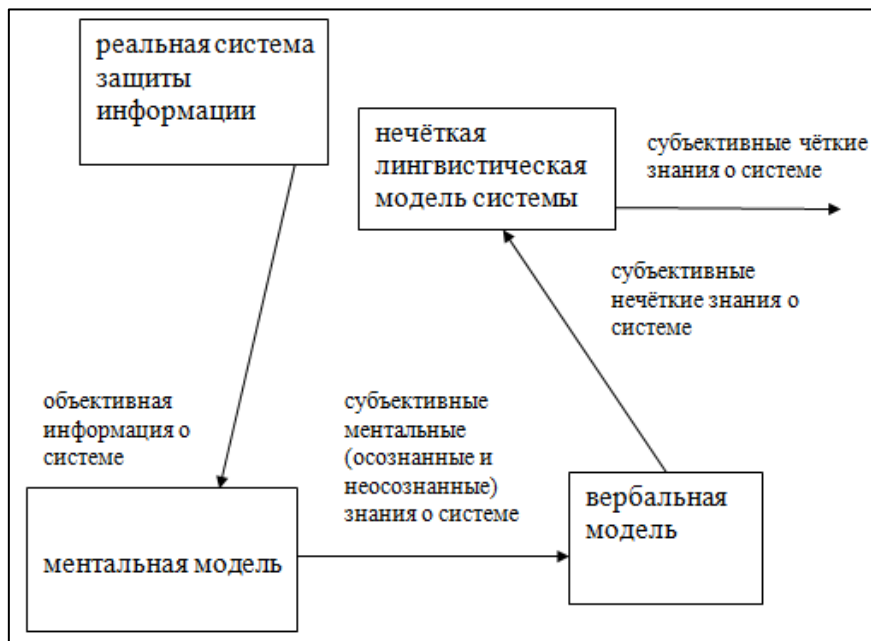 реальная система
защиты
информации
нечёткая
лингвистическая
модель системы
субъективные чёткие
знания о системе
субъективные
нечёткие знания о
системе
объективная
информация о
системе
субъективные
ментальные
(осознанные и
неосознанные)
знания о системе
вербальная
модель
ментальная модель